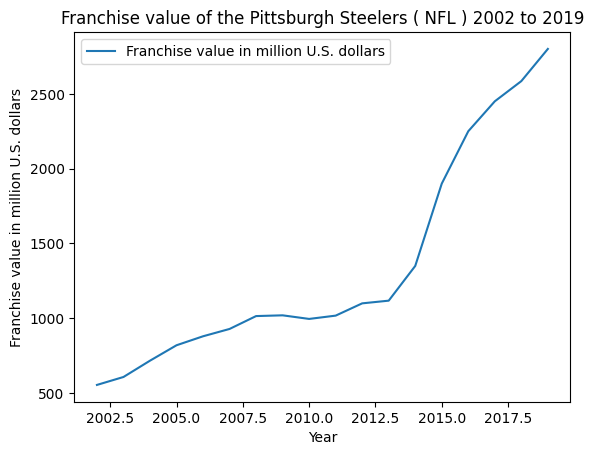 Franchise value of the Pittsburgh Steelers ( NFL ) 2002 to 2019
Franchise value in million U.S. dollars
Franchise value in million U.S. dollars
2500
2000
1500
1000
500
2002.5 2005.0 2007.5 2010.0 2012.5 2015.0 2017.5
Year